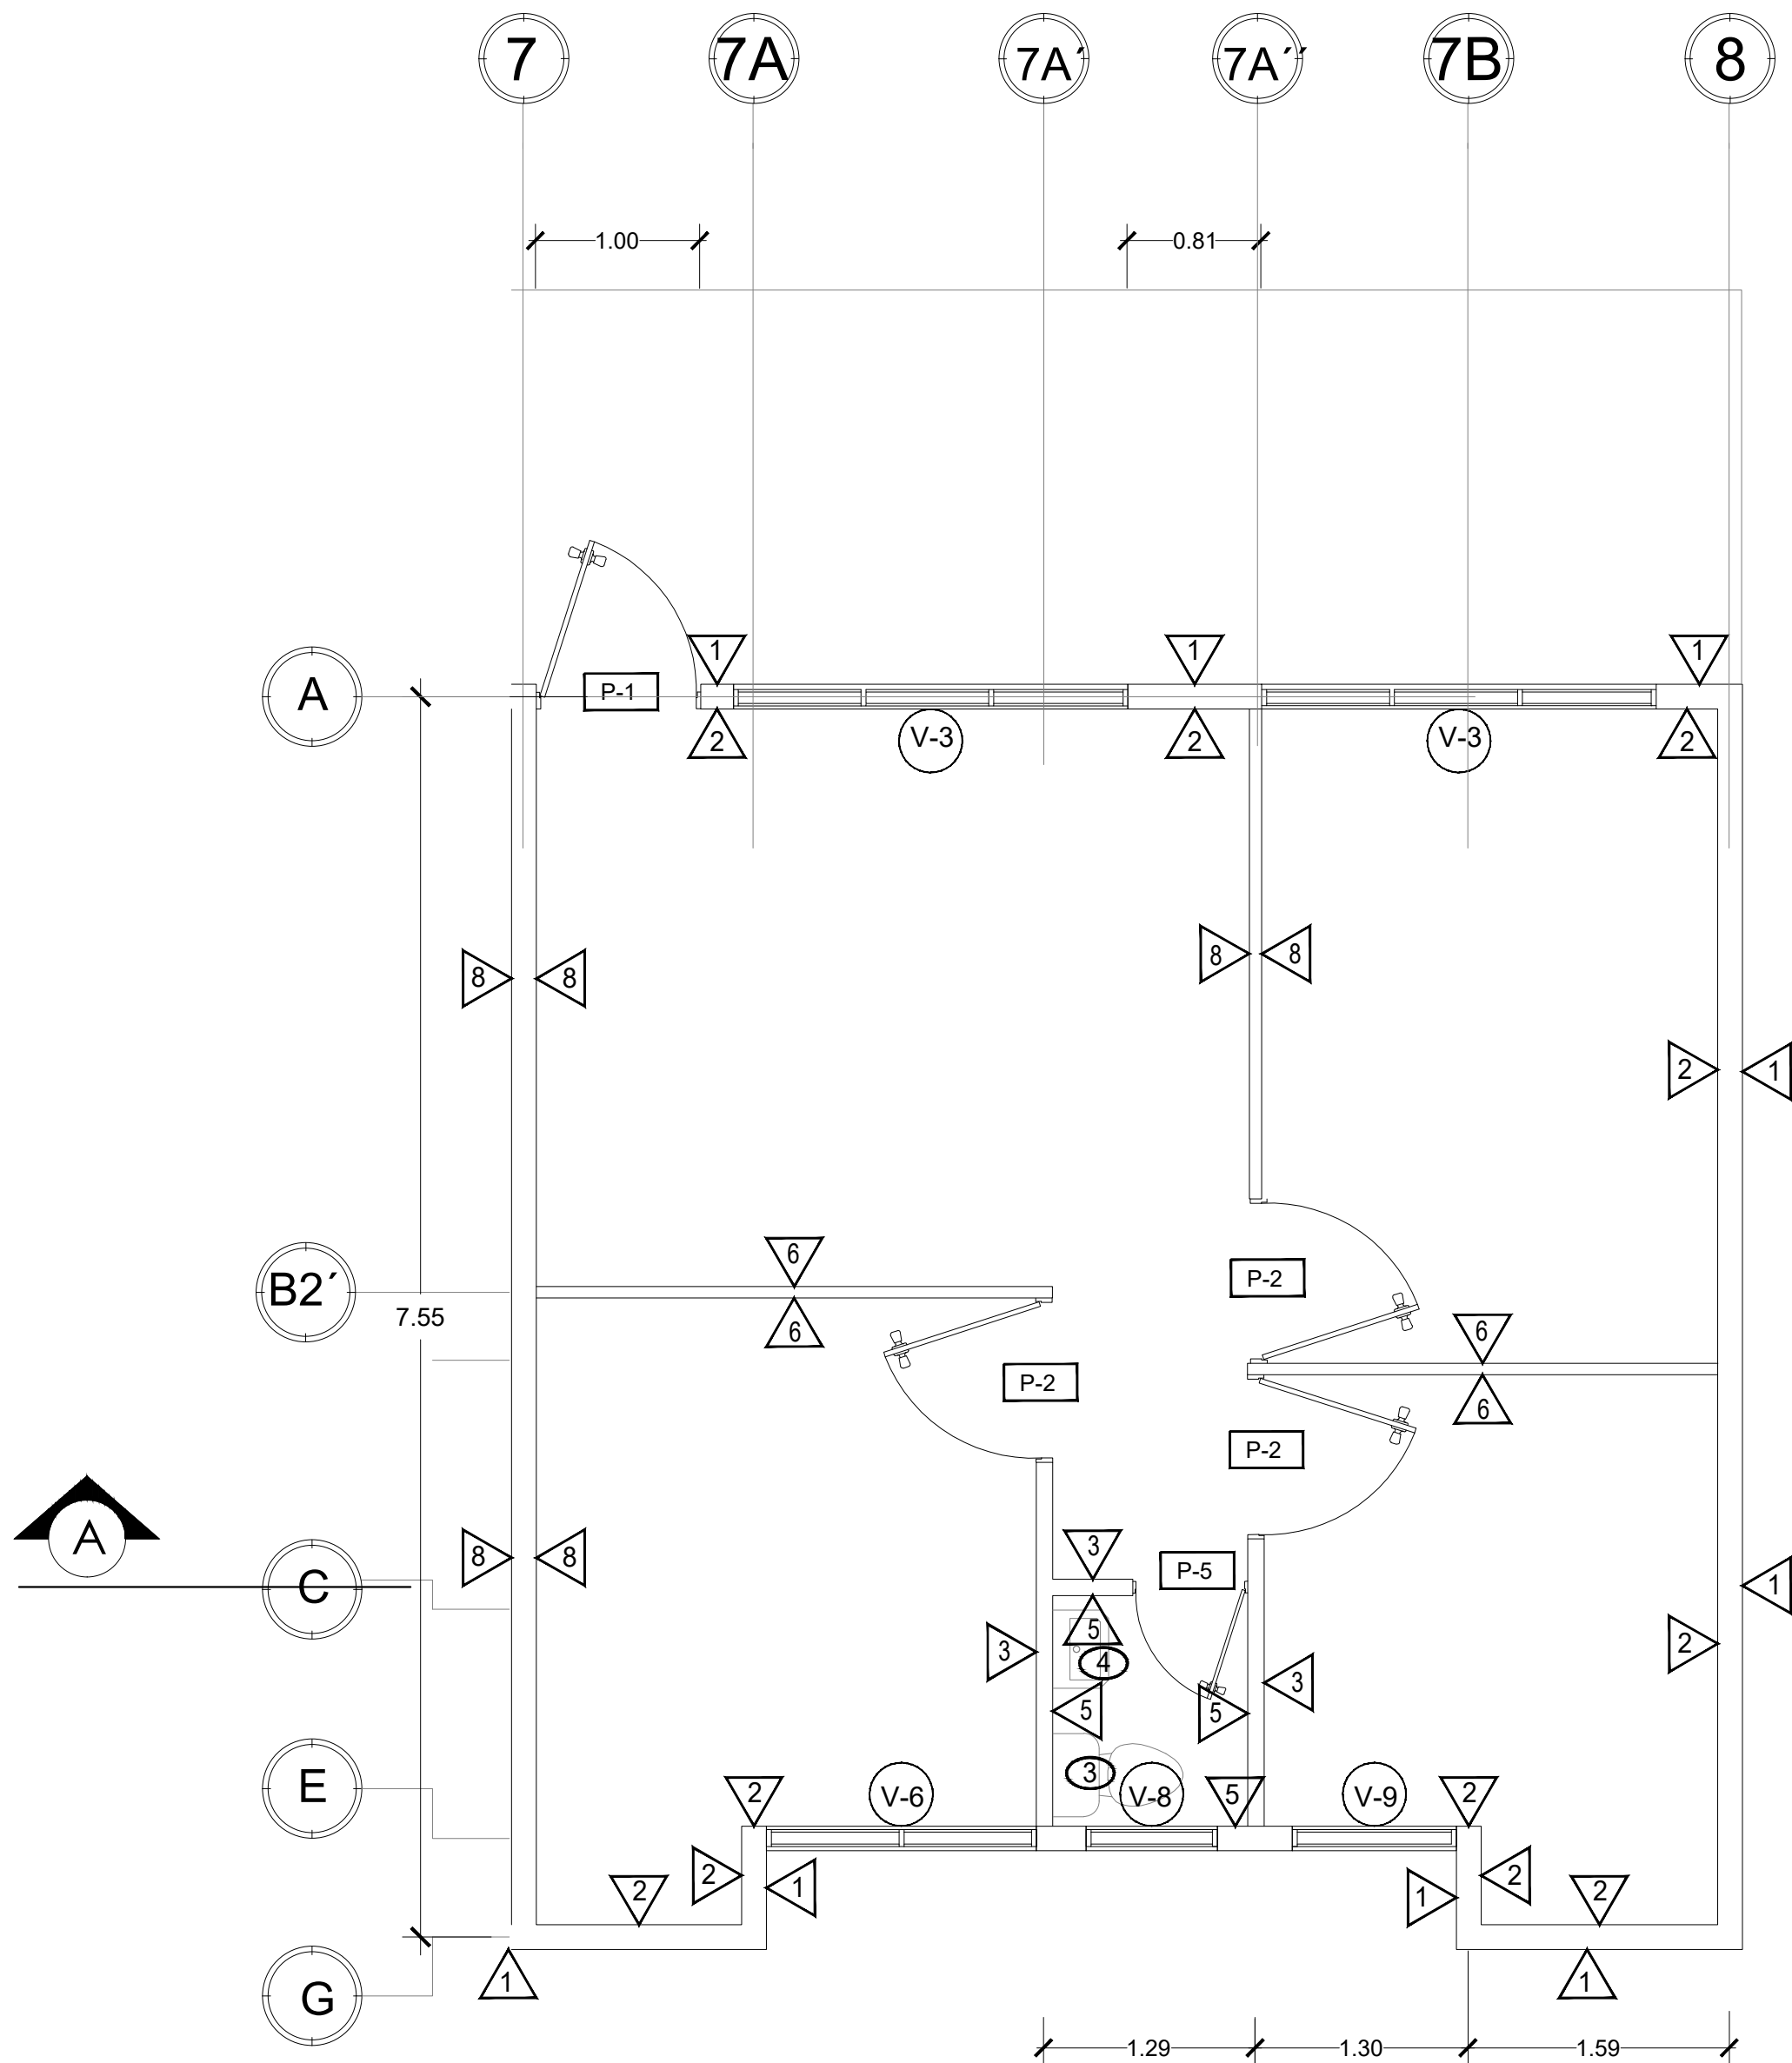 7 7A 7A´ 7A´´ 7B 8
1.00 0.81
1 1 1
A P-1
2 V-3 2 V-3 2
8 8 8 8
2 1
6
B2´ P-2
7.55 6 6
P-2 6
P-2
A 8 8 3 P-5
C 1
3 5 2
4
3
5 5
3
E 2 V-6 V-8 5 V-9 2
2 1 1 2
2 2
G 1 1
1.29 1.30 1.59